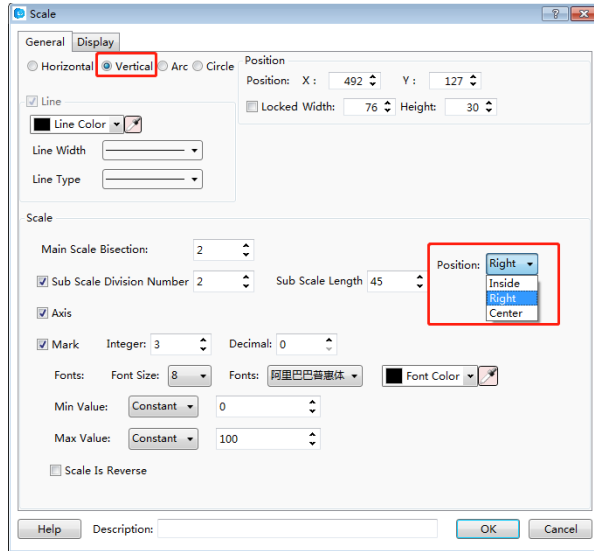 Scale
General Display
Horizontal Vertical Arc Circle
Position
Position: X : 492 Y : 127
Locked Width: 76 Height: 30
Line
Line Color
Line Width
Line Type
Scale
Main Scale Bisection: 2
Position: Right
Inside
Right
Center
Sub Scale Division Number 2 Sub Scale Length 45
Axis
Mark Integer: 3 Decimal: 0
Fonts: Font Size: 8 Fonts: 阿里巴巴普惠体 Font Color
Min Value: Constant 0
Max Value: Constant 100
Scale Is Reverse
Help Description: OK Cancel